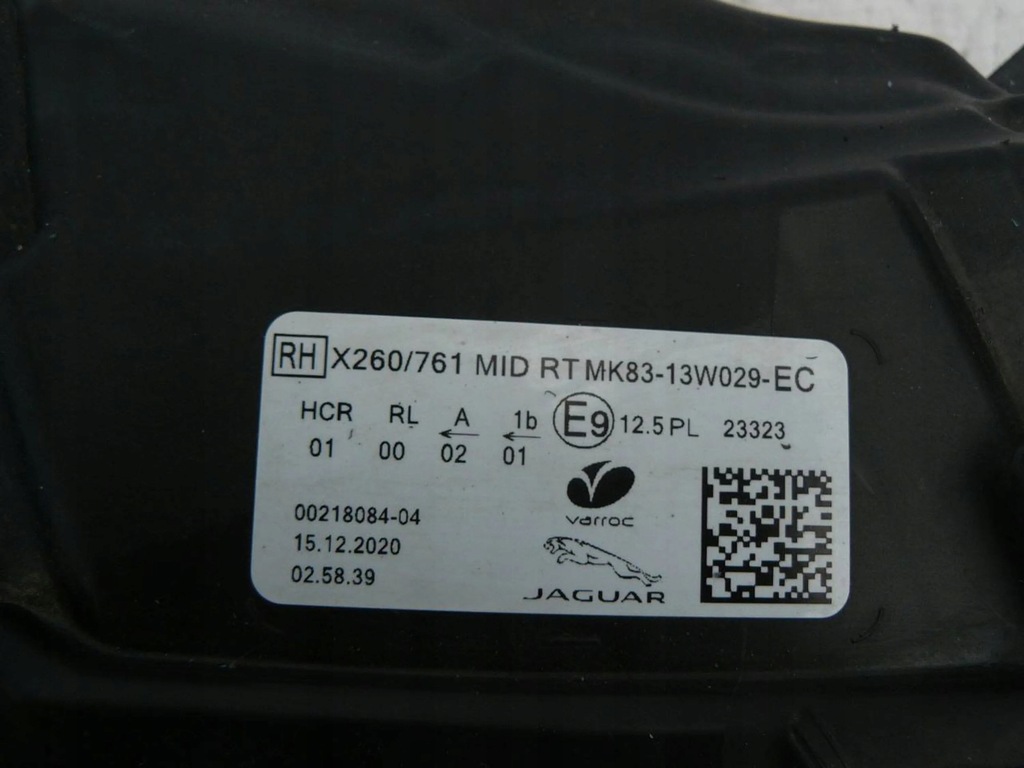 RH X260/761 MID RT MK83-13W029-EC
HCR RL A 1b E9 12.5 PL 23323
01 00 02 01
00218084-04
15.12.2020
02.58.39
varroc
JAGUAR